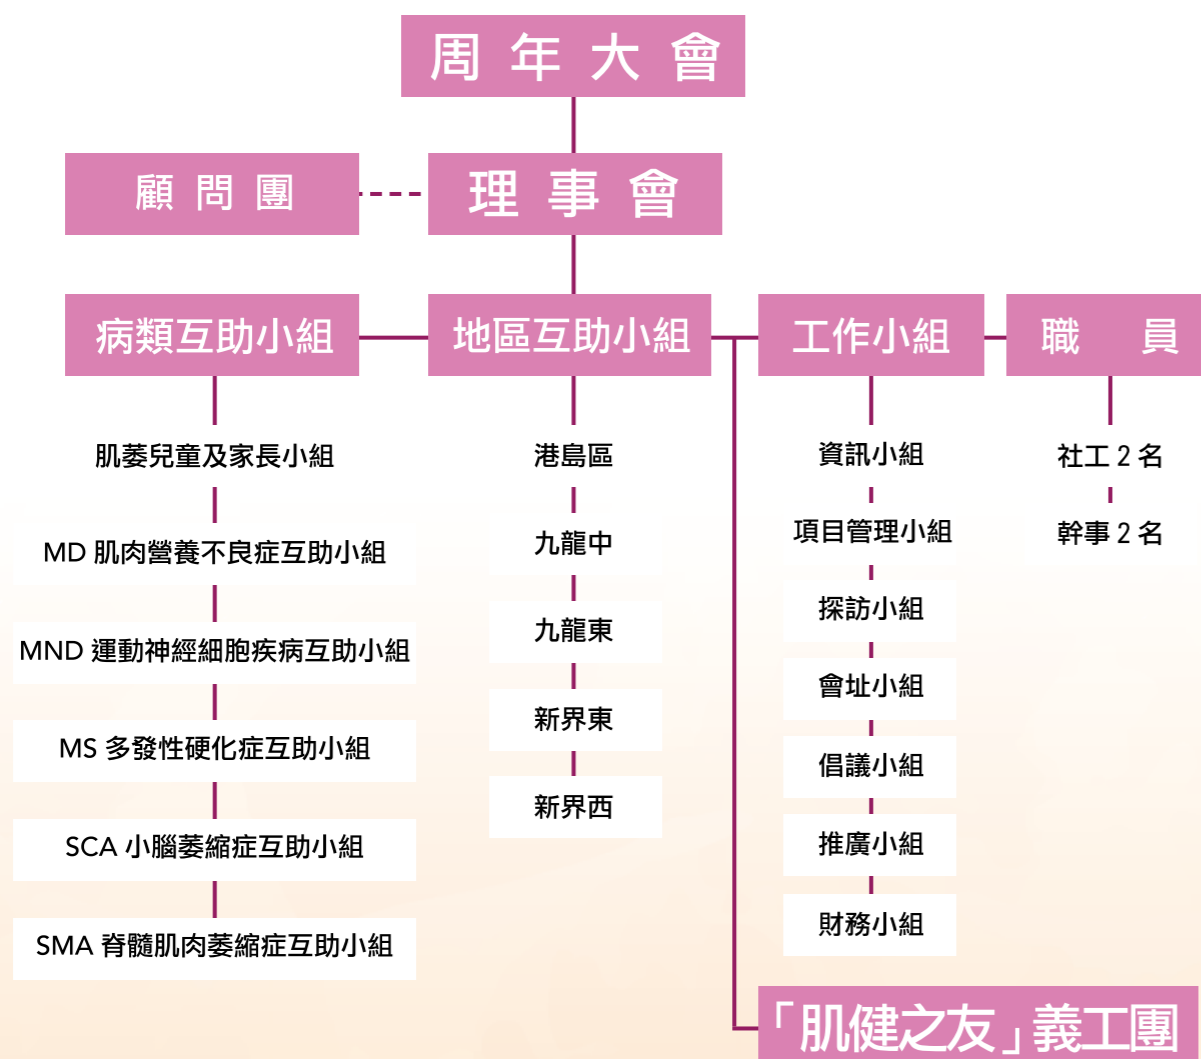 周年大會
顧問團
理事會
病類互助小組
肌萎兒童及家長小組
MD 肌肉營養不良症互助小組
MND 運動神經細胞疾病互助小組
MS 多發性硬化症互助小組
SCA 小腦萎縮症互助小組
SMA 脊髓肌肉萎縮症互助小組
地區互助小組
港島區
九龍中
九龍東
新界東
新界西
工作小組
資訊小組
項目管理小組
探訪小組
會址小組
倡議小組
推廣小組
財務小組
職員
社工 2 名
幹事 2 名
「肌健之友」義工團